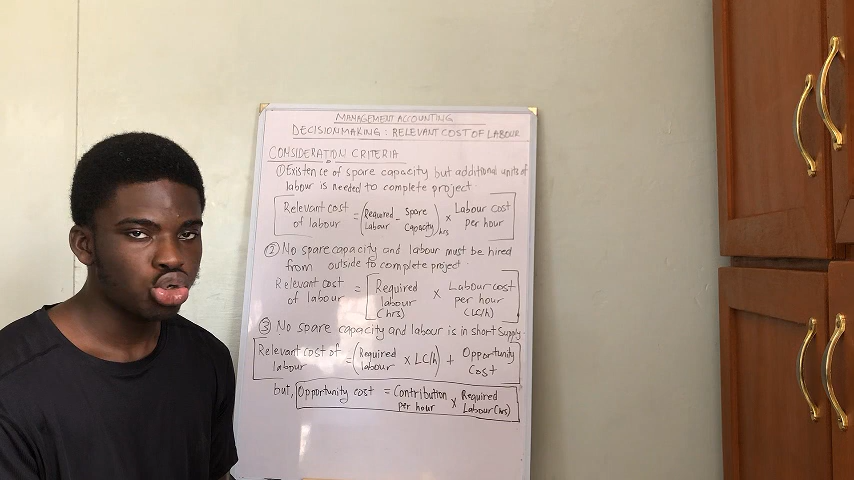 MANAGEMENT ACCOUNTING
DECISION MAKING : RELEVANT COST OF LABOUR
CONSIDERATION CRITERIA
① Existence of spare capacity but additional units of
labour is needed to complete project
Relevant cost of labour = (Required Labour - Spare Capacity)hrs × Labour cost per hour
② No spare capacity and labour must be hired
from outside to complete project.
Relevant cost of labour = [Required labour (hrs) × Labour cost per hour (LC/h)]
③ No spare capacity and labour is in short supply
Relevant cost of labour = (Required labour × LC/h) + Opportunity Cost
but, Opportunity cost = Contribution per hour × Required Labour (hrs)